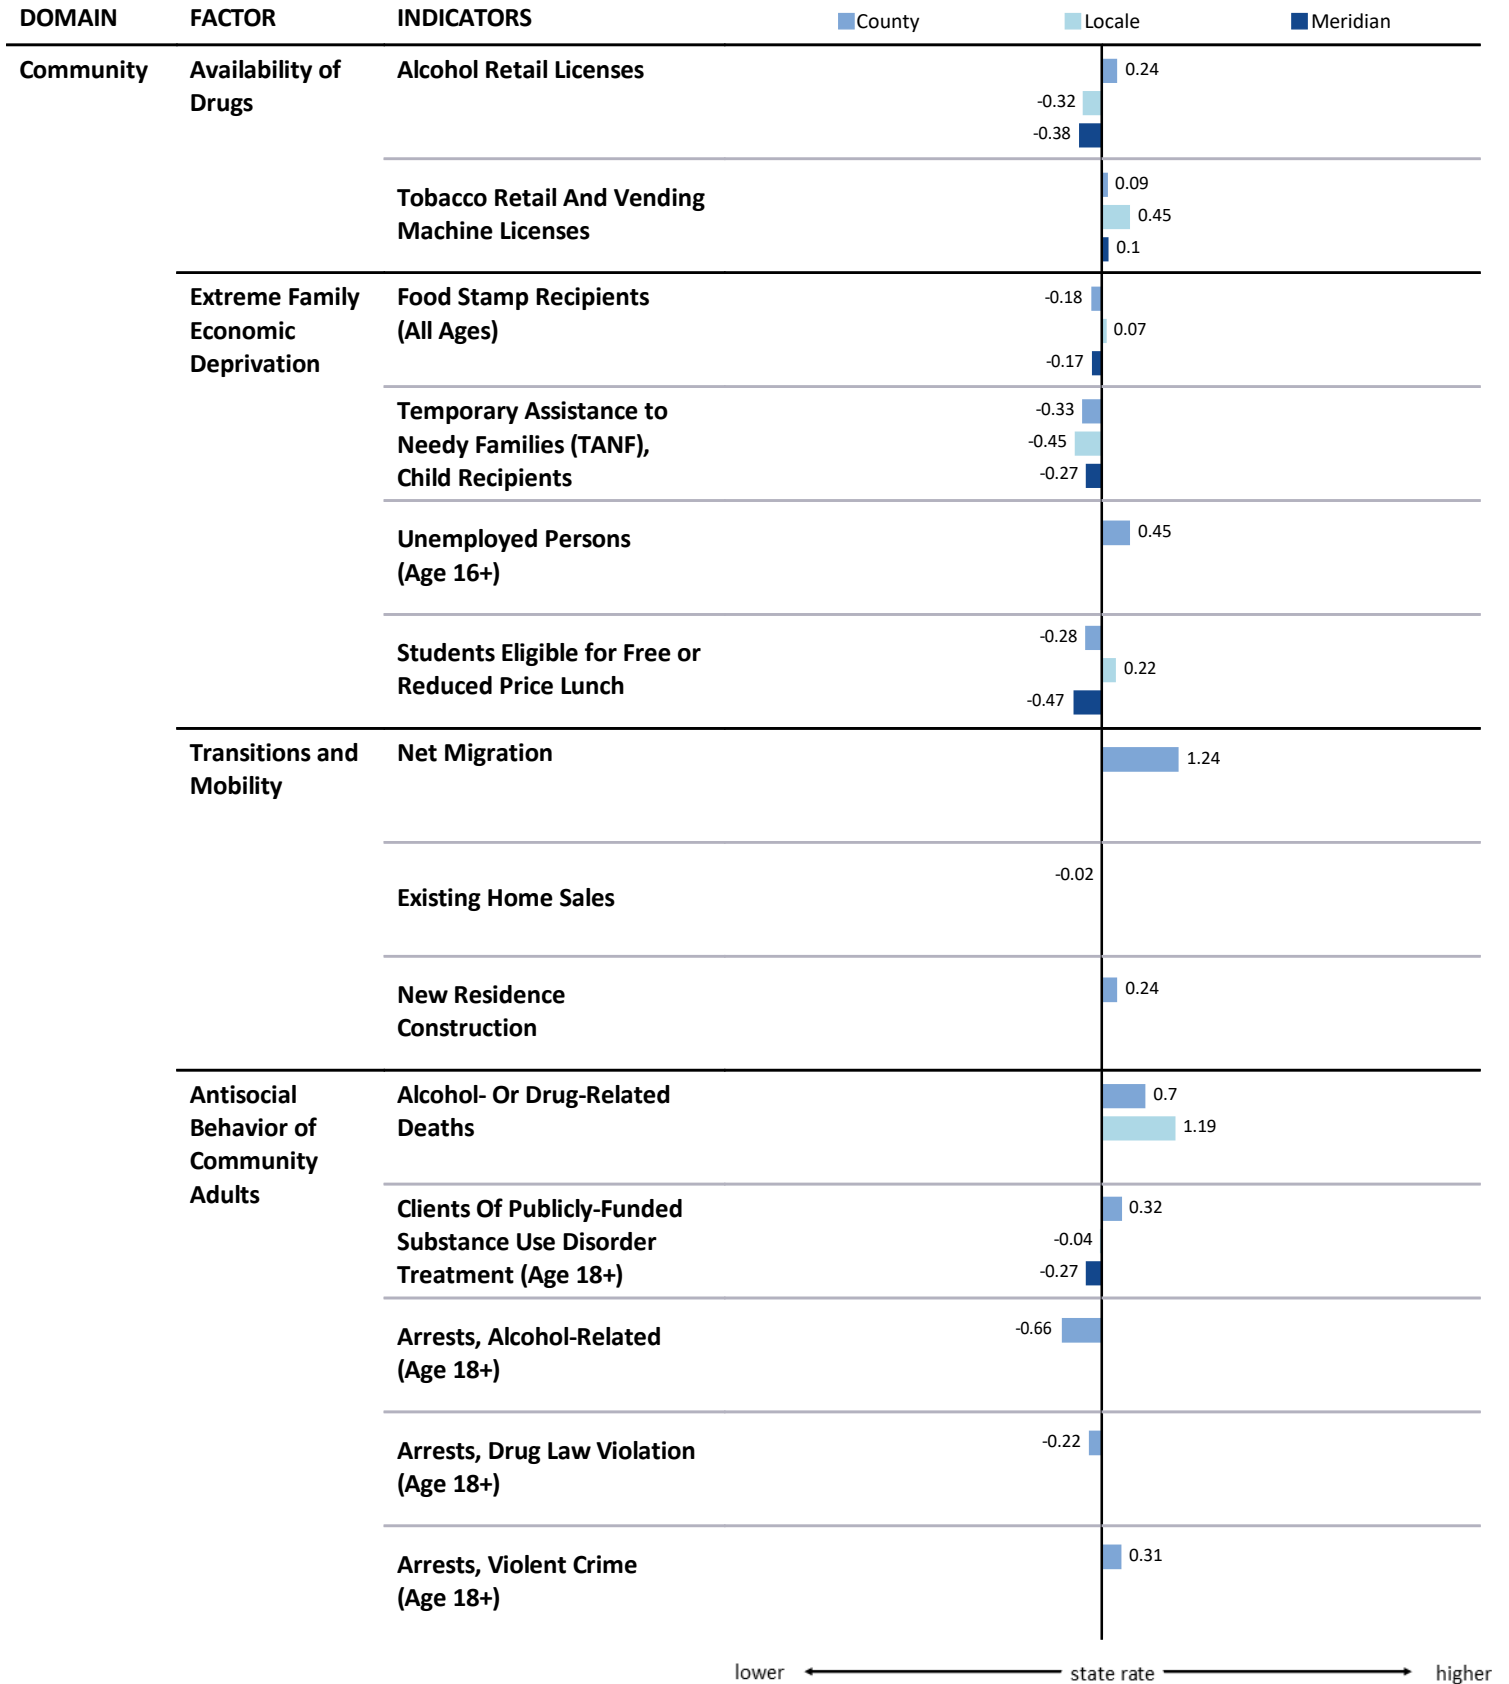 DOMAIN FACTOR INDICATORS County Locale Meridian
Community Availability of Alcohol Retail Licenses 0.24
Drugs
-0.32
-0.38
Tobacco Retail And Vending 0.09
Machine Licenses 0.45
0.1
Extreme Family Food Stamp Recipients -0.18
Economic (All Ages) 0.07
Deprivation -0.17
Temporary Assistance to -0.33
Needy Families (TANF), -0.45
Child Recipients -0.27
Unemployed Persons 0.45
(Age 16+)
Students Eligible for Free or -0.28
Reduced Price Lunch 0.22
-0.47
Transitions and Net Migration 1.24
Mobility
Existing Home Sales -0.02
New Residence 0.24
Construction
Antisocial Alcohol- Or Drug-Related 0.7
Behavior of Deaths 1.19
Community
Adults
Clients Of Publicly-Funded 0.32
Substance Use Disorder -0.04
Treatment (Age 18+) -0.27
Arrests, Alcohol-Related -0.66
(Age 18+)
Arrests, Drug Law Violation -0.22
(Age 18+)
Arrests, Violent Crime 0.31
(Age 18+)
lower state rate higher